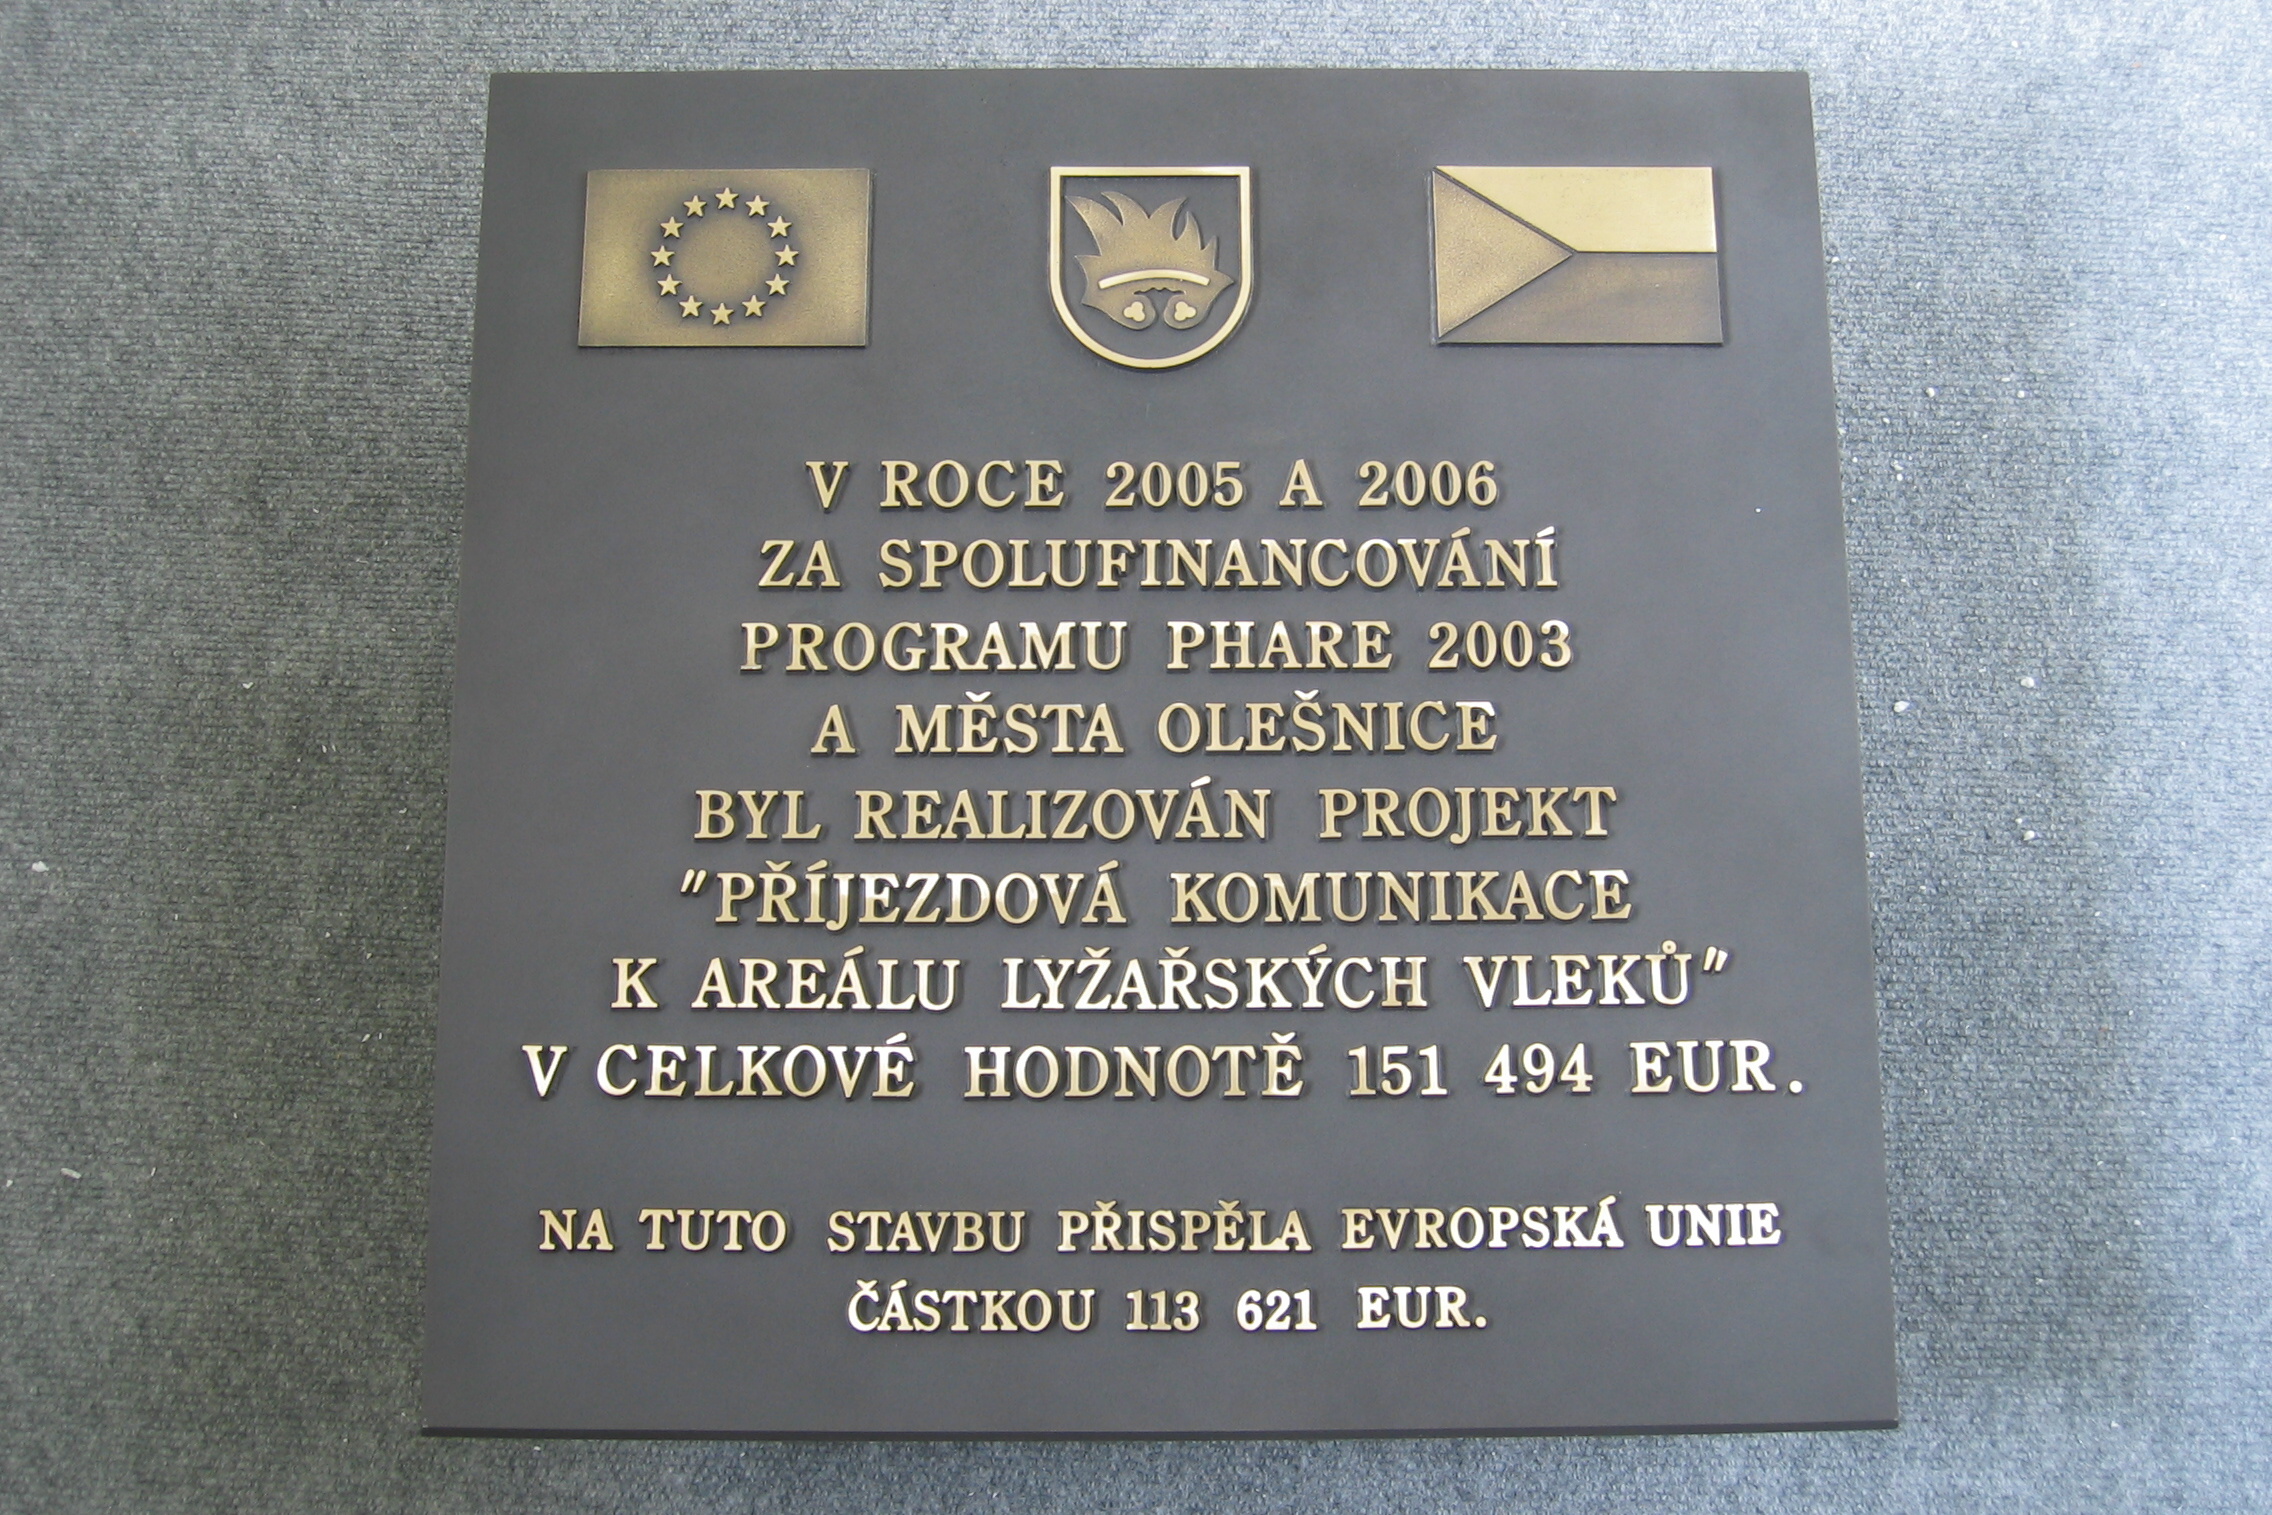 V ROCE 2005 A 2006
ZA SPOLUFINANCOVÁNÍ
PROGRAMU PHARE 2003
A MĚSTA OLEŠNICE
BYL REALIZOVÁN PROJEKT
"PŘÍJEZDOVÁ KOMUNIKACE
K AREÁLU LYŽAŘSKÝCH VLEKŮ"
V CELKOVÉ HODNOTĚ 151 494 EUR.
NA TUTO STAVBU PŘISPĚLA EVROPSKÁ UNIE
ČÁSTKOU 113 621 EUR.